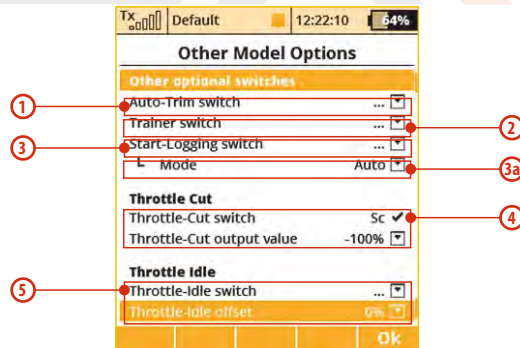 Tx Default 12:22:10 64%
Other Model Options
Other optional switches
1 Auto-Trim switch ...
Trainer switch ... 2
3 Start-Logging switch ...
Mode Auto 3a
Throttle Cut
Throttle-Cut switch Sc ✔ 4
Throttle-Cut output value -100%
Throttle Idle
5 Throttle-Idle switch ...
Throttle-Idle offset 0%
Ok